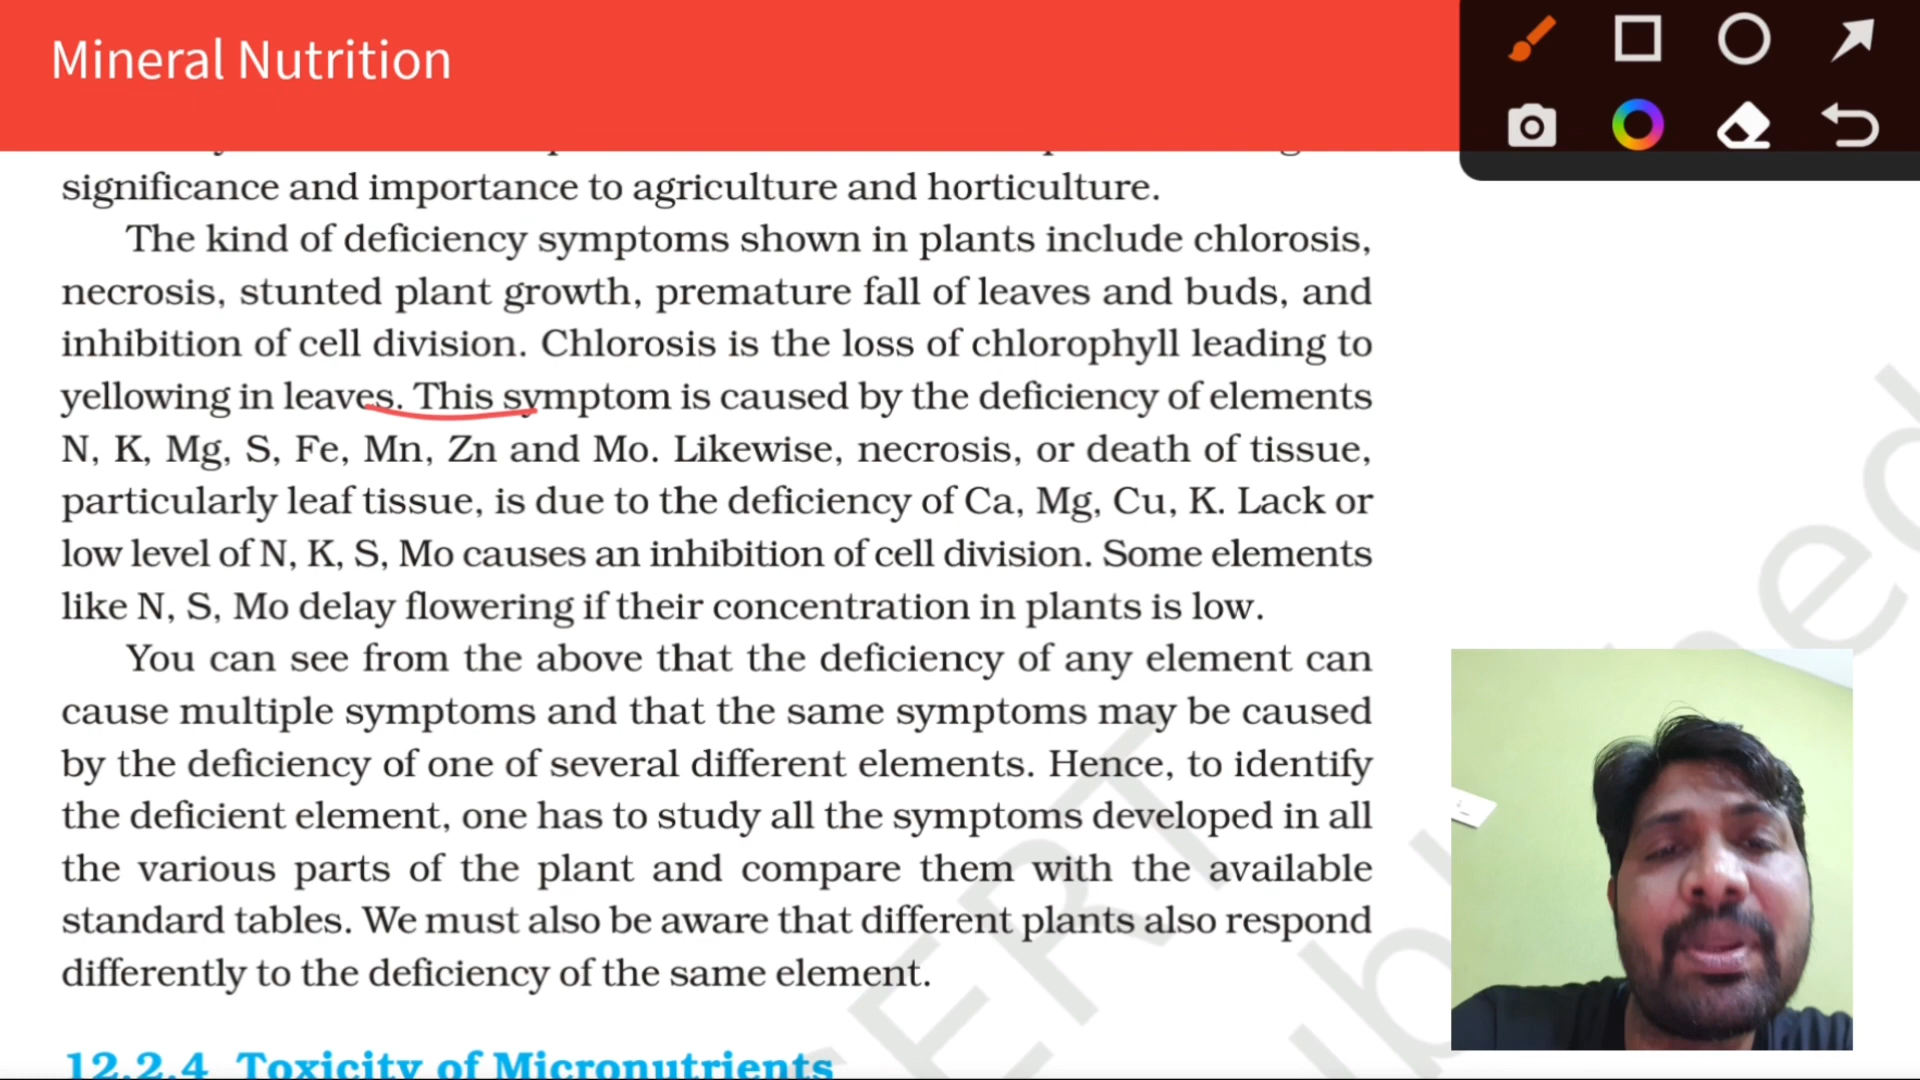 Mineral Nutrition
significance and importance to agriculture and horticulture.
The kind of deficiency symptoms shown in plants include chlorosis,
necrosis, stunted plant growth, premature fall of leaves and buds, and
inhibition of cell division. Chlorosis is the loss of chlorophyll leading to
yellowing in leaves. This symptom is caused by the deficiency of elements
N, K, Mg, S, Fe, Mn, Zn and Mo. Likewise, necrosis, or death of tissue,
particularly leaf tissue, is due to the deficiency of Ca, Mg, Cu, K. Lack or
low level of N, K, S, Mo causes an inhibition of cell division. Some elements
like N, S, Mo delay flowering if their concentration in plants is low.
You can see from the above that the deficiency of any element can
cause multiple symptoms and that the same symptoms may be caused
by the deficiency of one of several different elements. Hence, to identify
the deficient element, one has to study all the symptoms developed in all
the various parts of the plant and compare them with the available
standard tables. We must also be aware that different plants also respond
differently to the deficiency of the same element.
12.2.4 Toxicity of Micronutrients